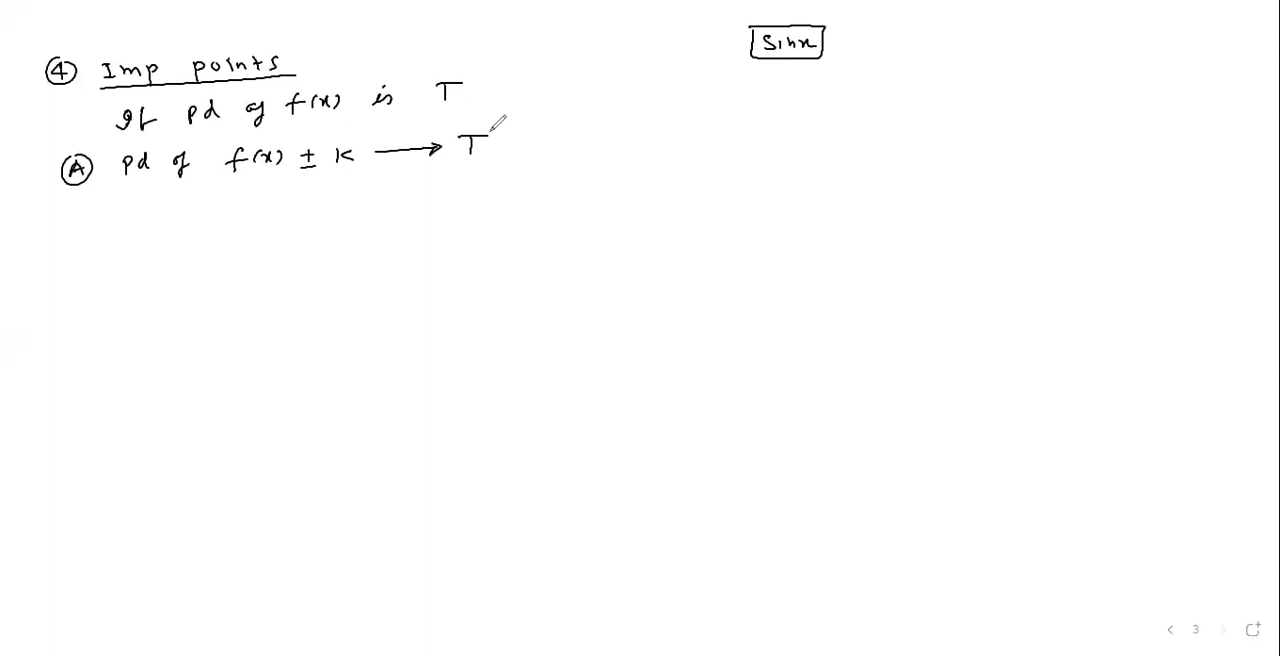 ④ Imp points
If pd of f(x) is T
Ⓐ pd of f(x) ± K ⟶ T
Sinx
< 3 >